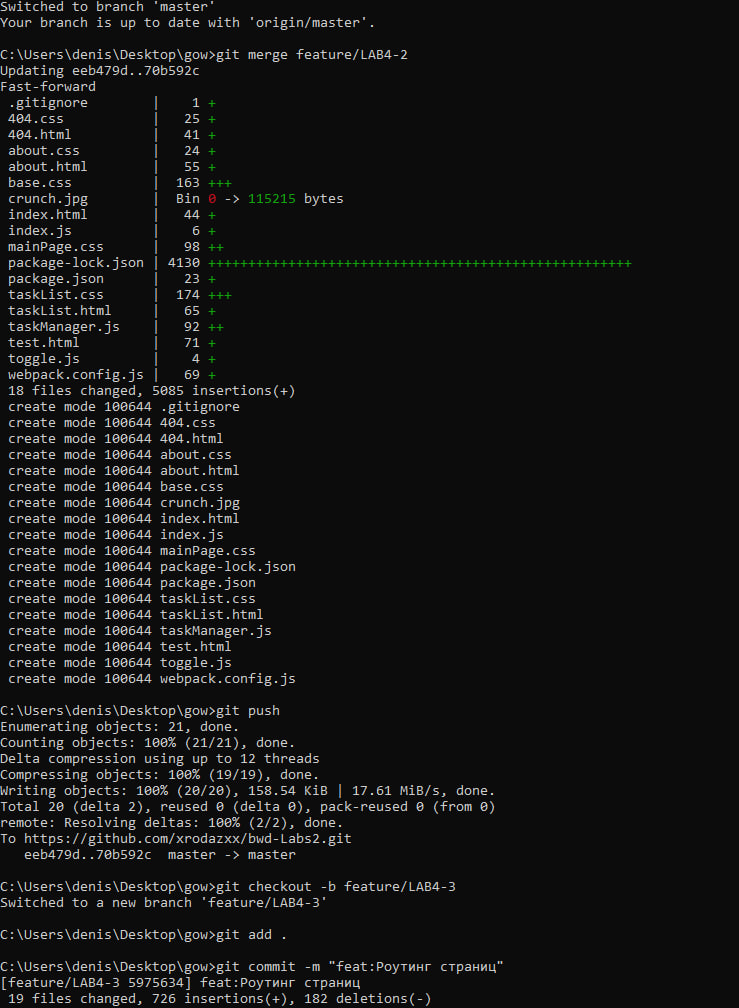 Switched to branch 'master'
Your branch is up to date with 'origin/master'.
C:\Users\denis\Desktop\gow>git merge feature/LAB4-2
Updating eeb479d..70b592c
Fast-forward
 .gitignore        |    1 +
 404.css           |   25 +
 404.html          |   41 +
 about.css         |   24 +
 about.html        |   55 +
 base.css          |  163 +++
 crunch.jpg        |  Bin 0 -> 115215 bytes
 index.html        |   44 +
 index.js          |    6 +
 mainPage.css      |   98 ++
 package-lock.json | 4130 +++++++++++++++++++++++++++++++++++++++++++++++++++++
 package.json      |   23 +
 taskList.css      |  174 +++
 taskList.html     |   65 +
 taskManager.js    |   92 ++
 test.html         |   71 +
 toggle.js         |    4 +
 webpack.config.js |   69 +
 18 files changed, 5085 insertions(+)
 create mode 100644 .gitignore
 create mode 100644 404.css
 create mode 100644 404.html
 create mode 100644 about.css
 create mode 100644 about.html
 create mode 100644 base.css
 create mode 100644 crunch.jpg
 create mode 100644 index.html
 create mode 100644 index.js
 create mode 100644 mainPage.css
 create mode 100644 package-lock.json
 create mode 100644 package.json
 create mode 100644 taskList.css
 create mode 100644 taskList.html
 create mode 100644 taskManager.js
 create mode 100644 test.html
 create mode 100644 toggle.js
 create mode 100644 webpack.config.js
C:\Users\denis\Desktop\gow>git push
Enumerating objects: 21, done.
Counting objects: 100% (21/21), done.
Delta compression using up to 12 threads
Compressing objects: 100% (19/19), done.
Writing objects: 100% (20/20), 158.54 KiB | 17.61 MiB/s, done.
Total 20 (delta 2), reused 0 (delta 0), pack-reused 0 (from 0)
remote: Resolving deltas: 100% (2/2), done.
To https://github.com/xrodazxx/bwd-Labs2.git
   eeb479d..70b592c  master -> master
C:\Users\denis\Desktop\gow>git checkout -b feature/LAB4-3
Switched to a new branch 'feature/LAB4-3'
C:\Users\denis\Desktop\gow>git add .
C:\Users\denis\Desktop\gow>git commit -m "feat:Роутинг страниц"
[feature/LAB4-3 5975634] feat:Роутинг страниц
 19 files changed, 726 insertions(+), 182 deletions(-)